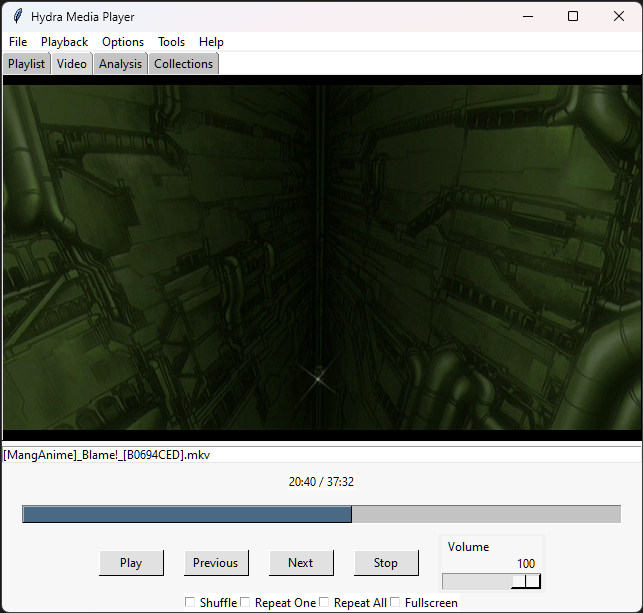 Hydra Media Player
File Playback Options Tools Help
Playlist Video Analysis Collections
[MangAnime]_Blame!_[B0694CED].mkv
20:40 / 37:32
Play Previous Next Stop
Volume
100
Shuffle Repeat One Repeat All Fullscreen